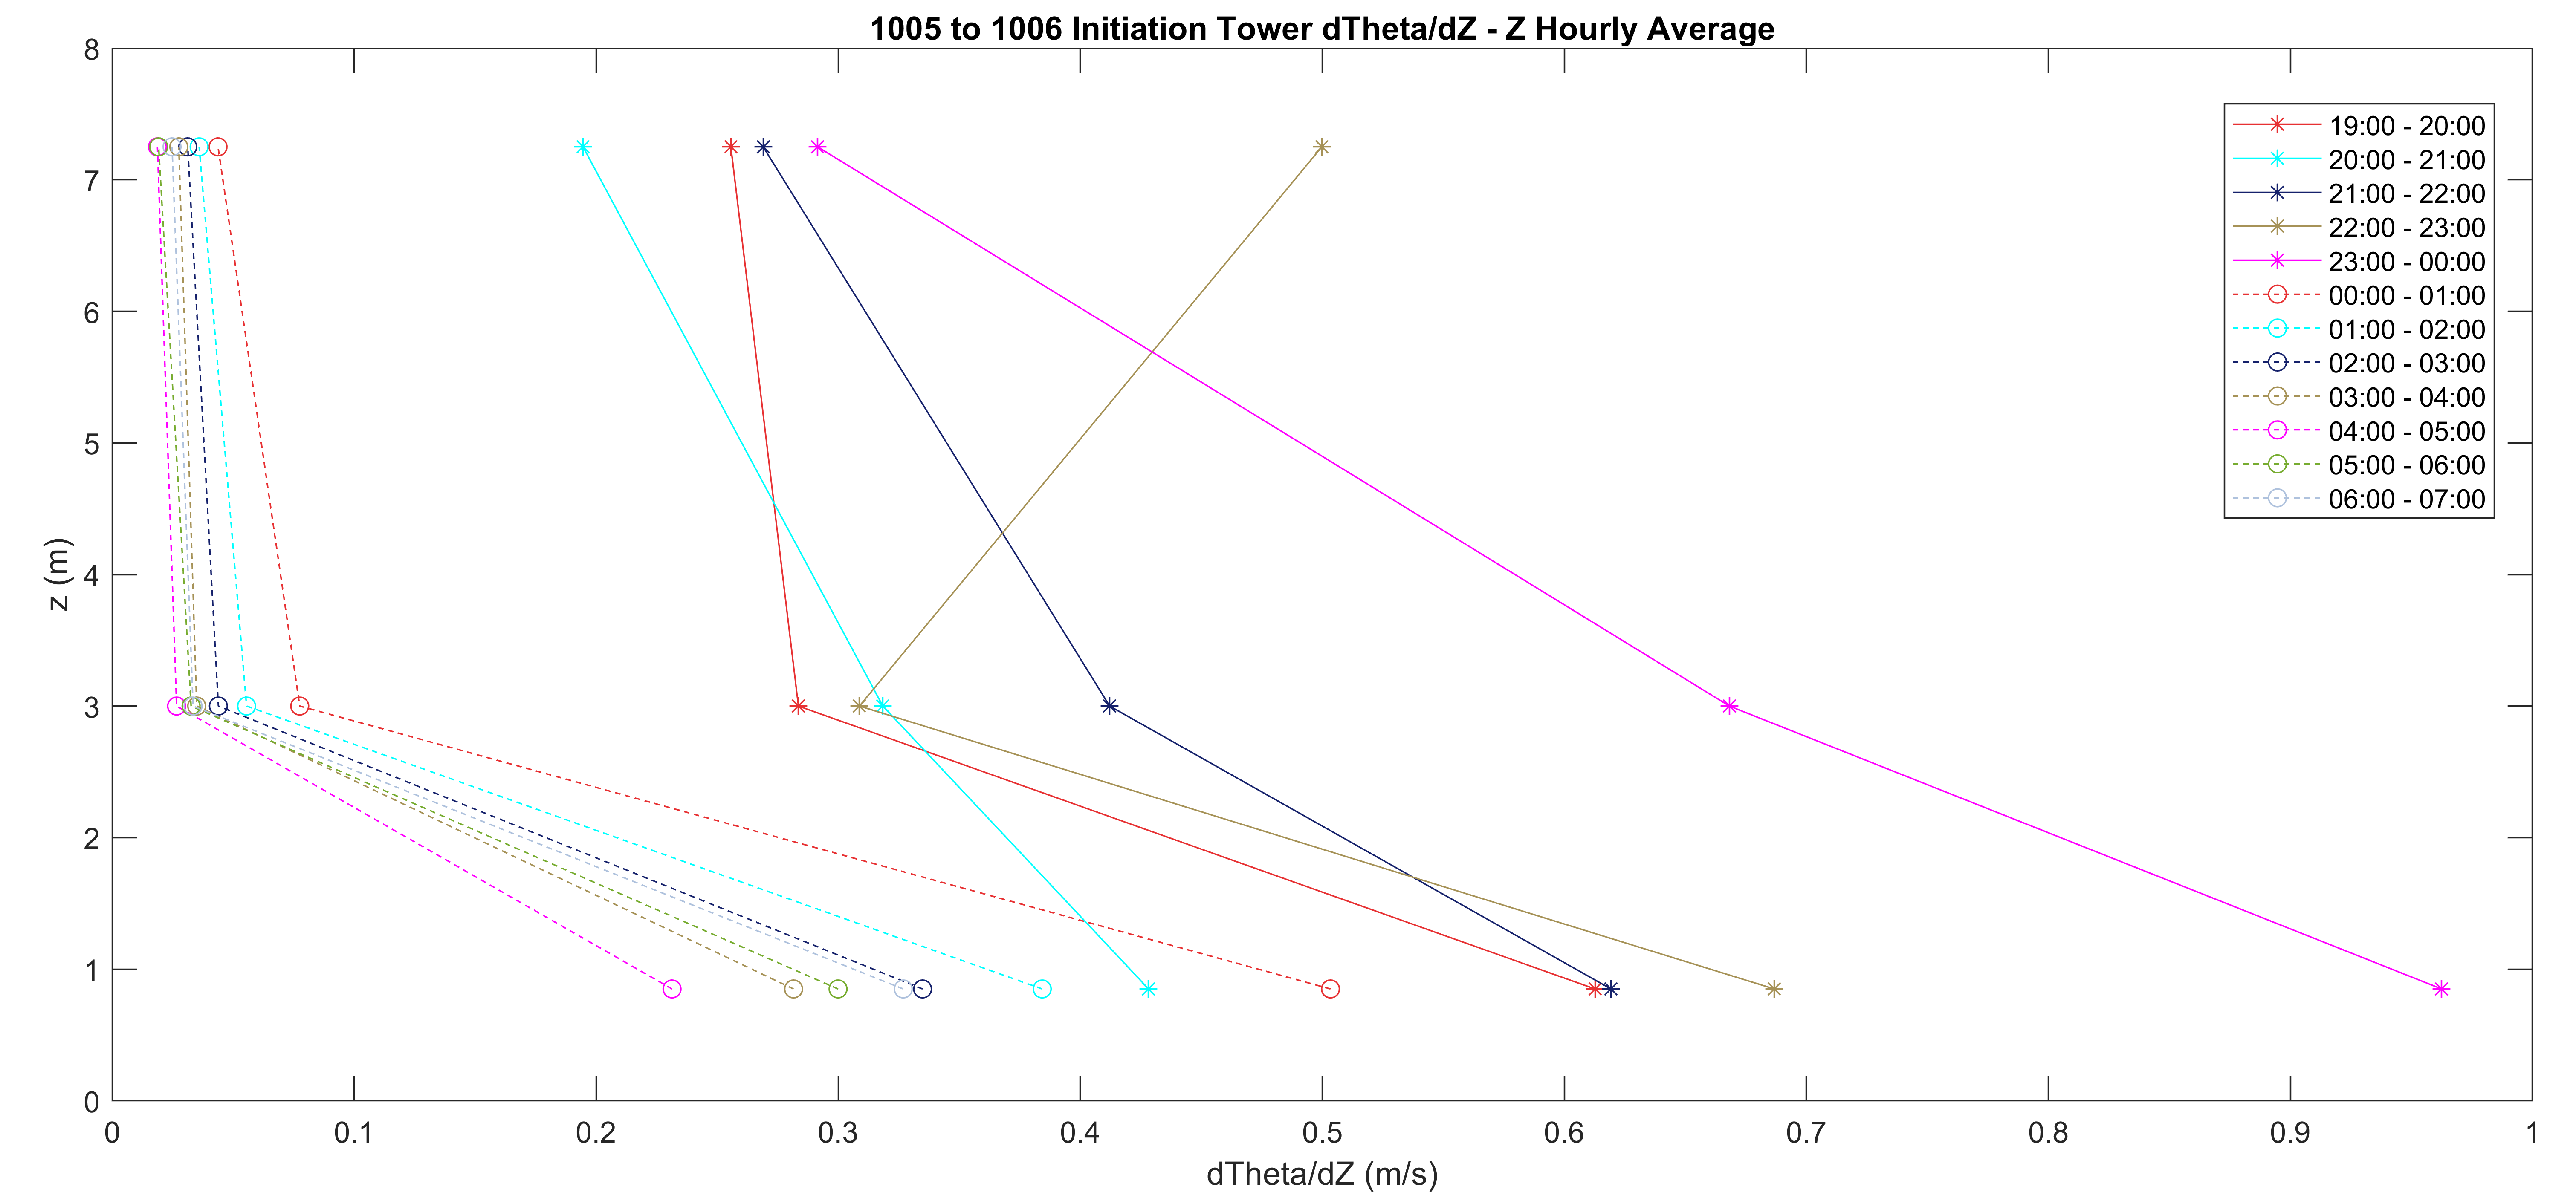 1005 to 1006 Initiation Tower dTheta/dZ - Z Hourly Average
8
7
6
5
4
3
2
1
0
z (m)
19:00 - 20:00
20:00 - 21:00
21:00 - 22:00
22:00 - 23:00
23:00 - 00:00
00:00 - 01:00
01:00 - 02:00
02:00 - 03:00
03:00 - 04:00
04:00 - 05:00
05:00 - 06:00
06:00 - 07:00
0 0.1 0.2 0.3 0.4 0.5 0.6 0.7 0.8 0.9 1
dTheta/dZ (m/s)